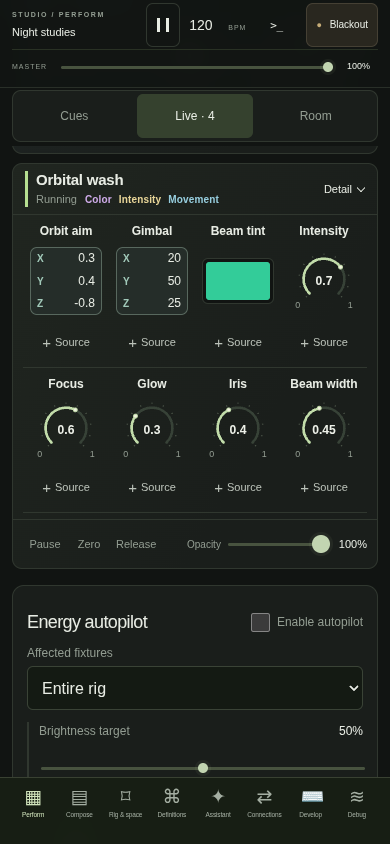 STUDIO / PERFORM
Night studies
120 BPM >_ Blackout
MASTER 100%
Cues Live · 4 Room
Orbital wash
Running Color Intensity Movement
Detail
Orbit aim Gimbal Beam tint Intensity
X 0.3 X 20
Y 0.4 Y 50 0.7
Z -0.8 Z 25
0 1
+ Source + Source + Source + Source
Focus Glow Iris Beam width
0.6 0.3 0.4 0.45
0 1 0 1 0 1 0 1
+ Source + Source + Source + Source
Pause Zero Release Opacity 100%
Energy autopilot Enable autopilot
Affected fixtures
Entire rig
Brightness target 50%
Perform Compose Rig & space Definitions Assistant Connections Develop Debug